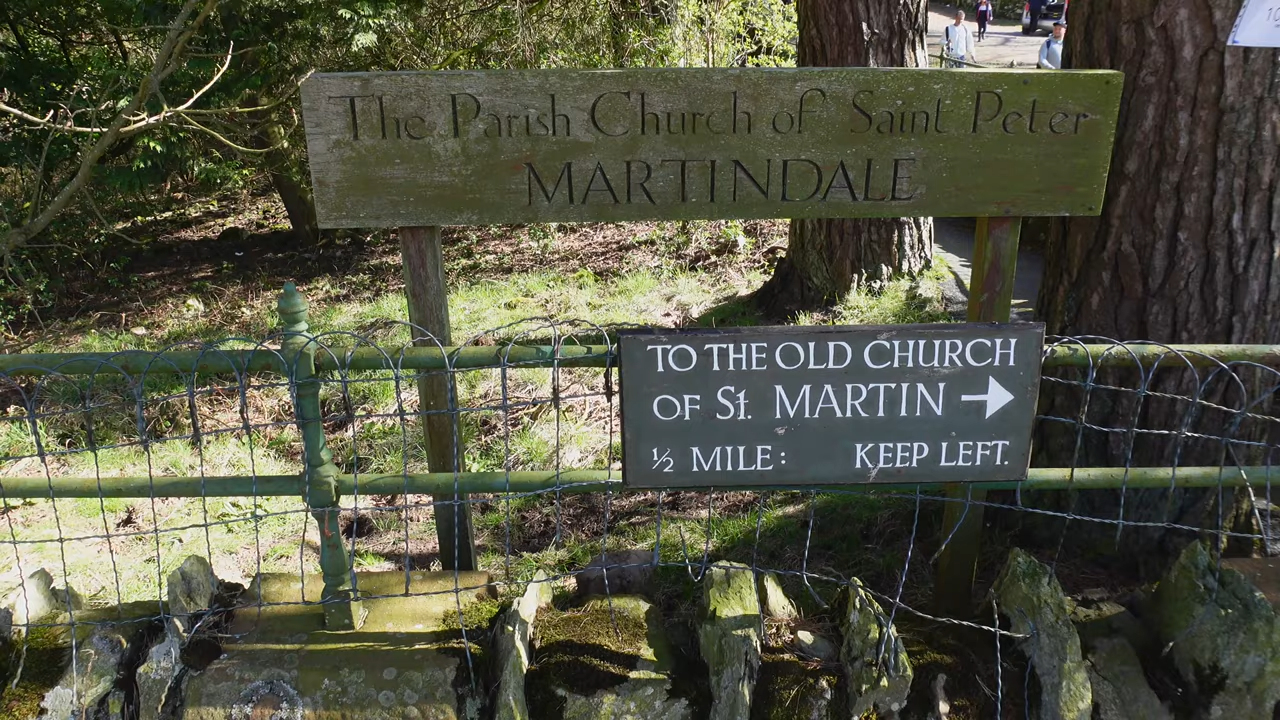 The Parish Church of Saint Peter
MARTINDALE
TO THE OLD CHURCH
OF St. MARTIN →
½ MILE: KEEP LEFT.